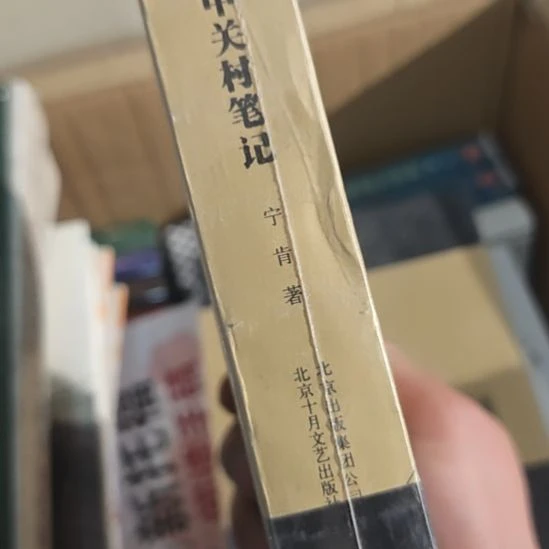 中关村笔记
宁肯 著
北京出版集团公司
北京十月文艺出版社